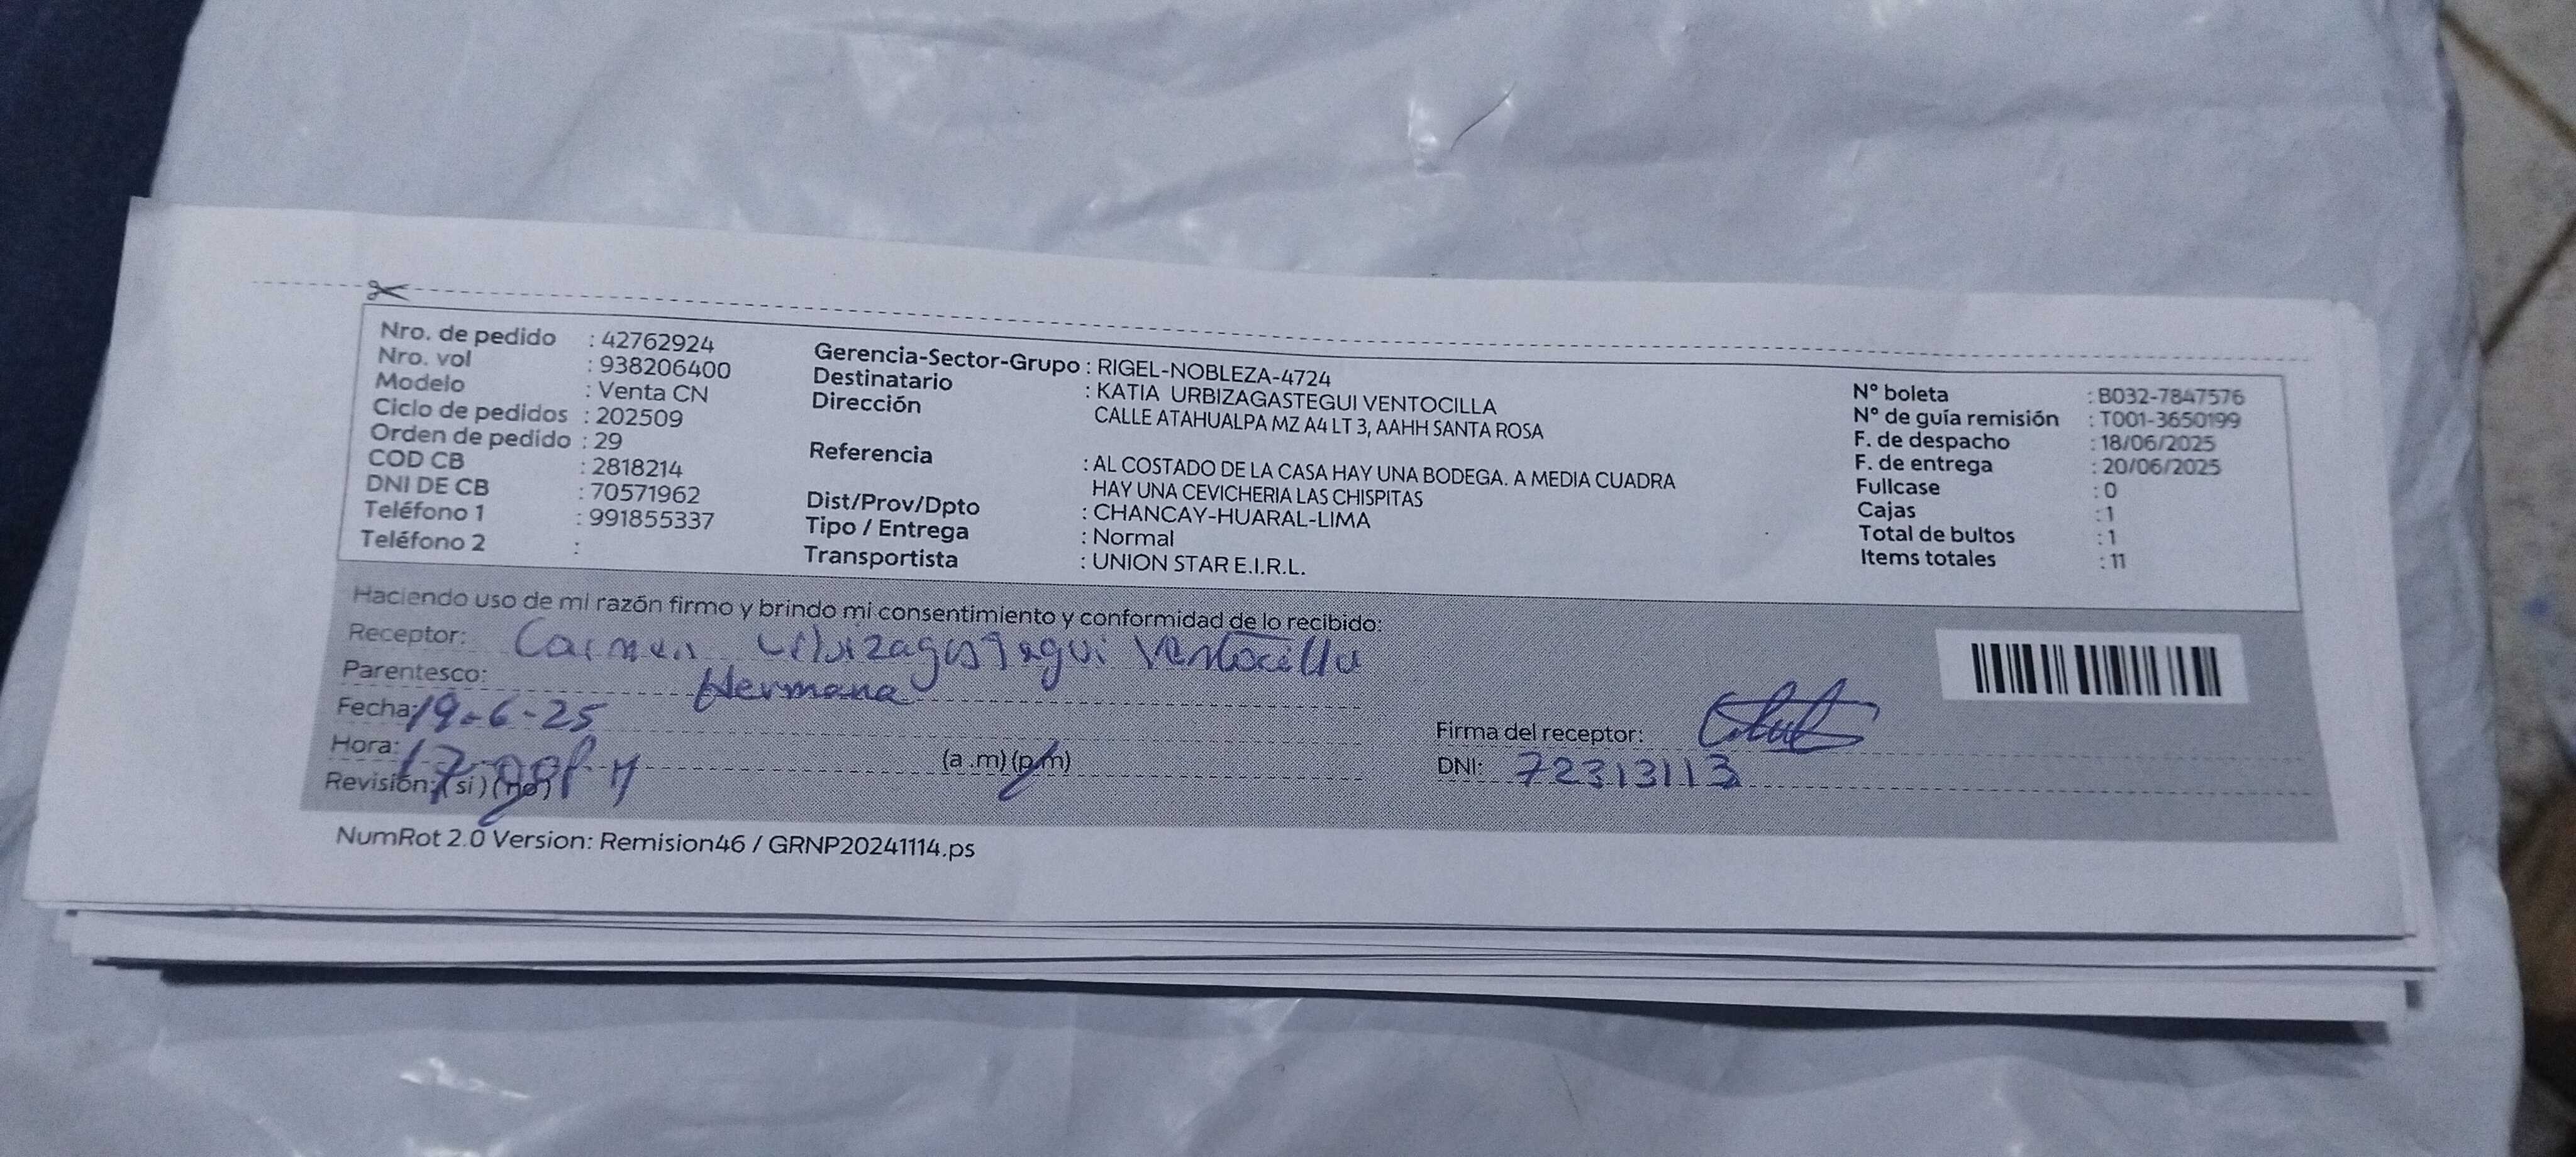 Nro. de pedido : 42762924
Nro. vol : 938206400
Modelo : Venta CN
Ciclo de pedidos : 202509
Orden de pedido : 29
COD CB : 2818214
DNI DE CB : 70571962
Teléfono 1 : 991855337
Teléfono 2 :
Gerencia-Sector-Grupo : RIGEL-NOBLEZA-4724
Destinatario : KATIA URBIZAGASTEGUI VENTOCILLA
Dirección CALLE ATAHUALPA MZ A4 LT 3, AAHH SANTA ROSA
Referencia : AL COSTADO DE LA CASA HAY UNA BODEGA. A MEDIA CUADRA
HAY UNA CEVICHERIA LAS CHISPITAS
Dist/Prov/Dpto : CHANCAY-HUARAL-LIMA
Tipo / Entrega : Normal
Transportista : UNION STAR E.I.R.L.
N° boleta : B032-7847576
N° de guía remisión : T001-3650199
F. de despacho : 18/06/2025
F. de entrega : 20/06/2025
Fullcase : 0
Cajas : 1
Total de bultos : 1
Items totales : 11
Haciendo uso de mi razón firmo y brindo mi consentimiento y conformidad de lo recibido:
Receptor: Carmen Urbizagastegui Ventocilla
Parentesco: Hermana
Fecha: 19-6-25
Hora: (a .m) (p.m)
Revisión: (si) (no)
Firma del receptor:
DNI: 72313113
NumRot 2.0 Version: Remision46 / GRNP20241114.ps